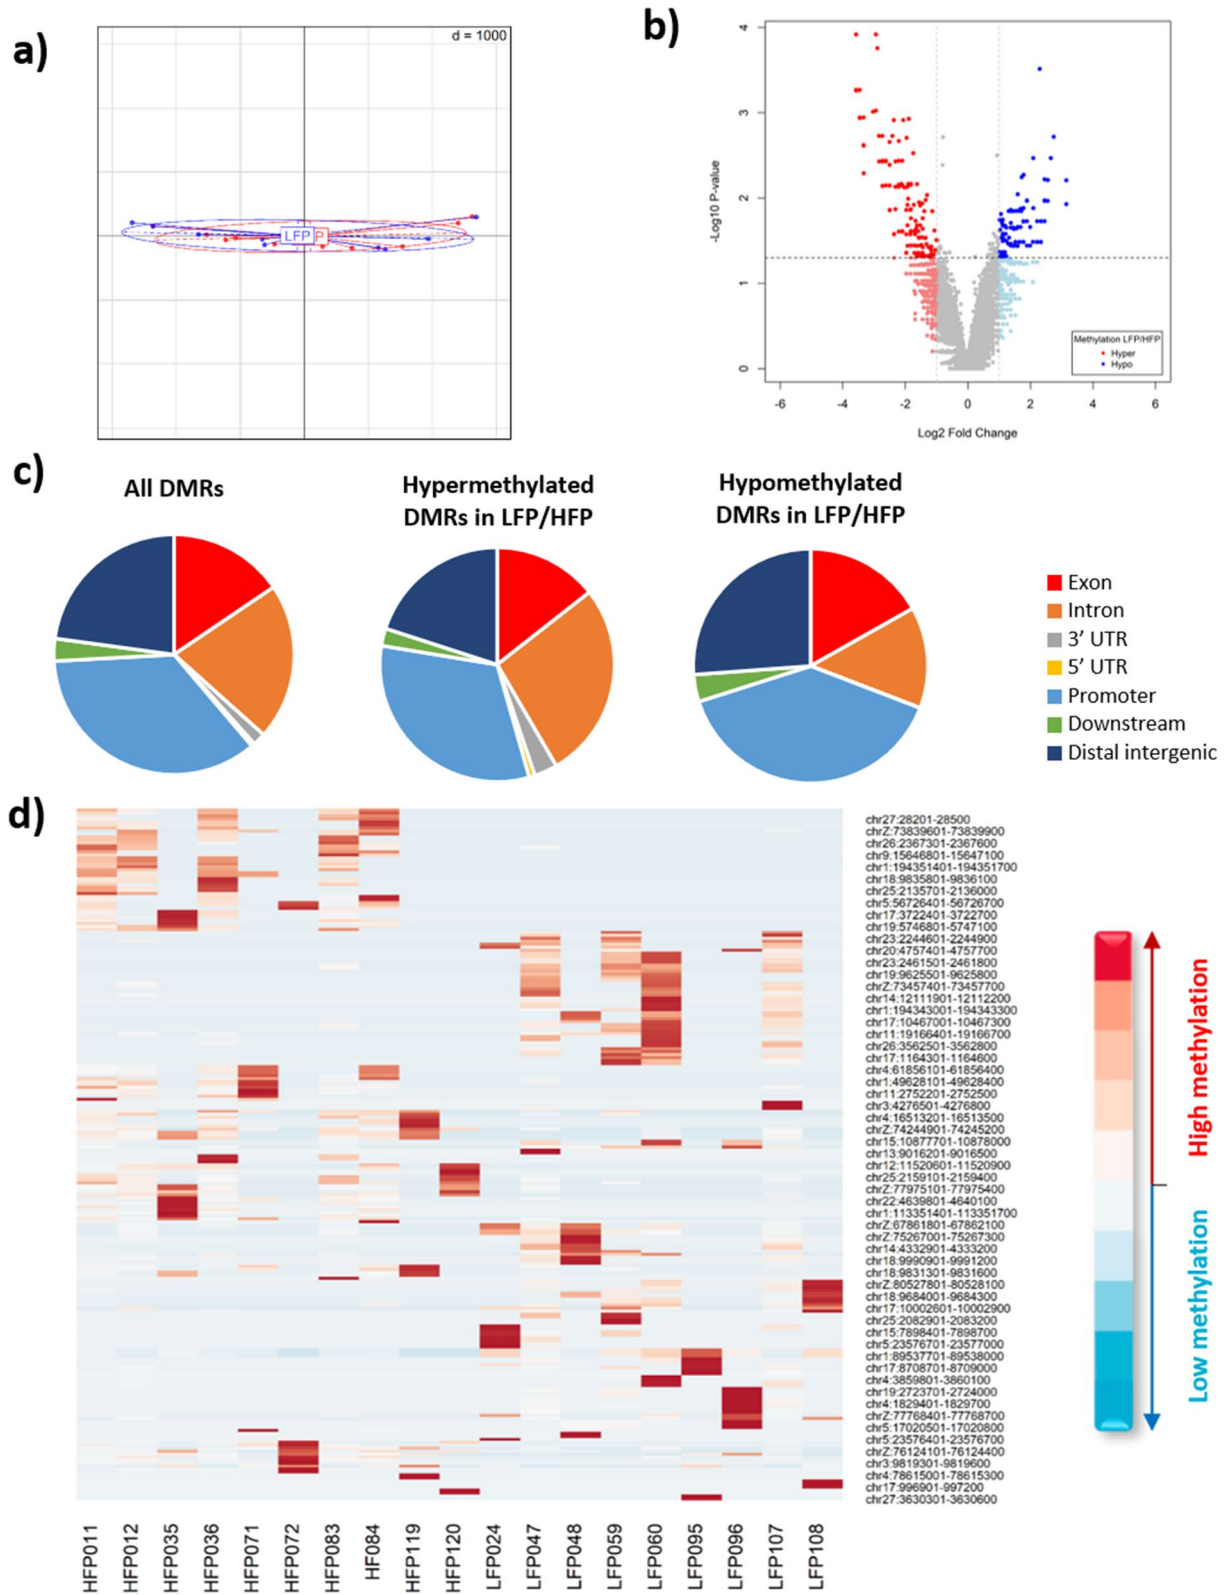 a)
d = 1000
LFP
P
b)
4
3
2
1
0
-Log10 P-value
-6
-4
-2
0
2
4
6
Log2 Fold Change
Methylation LFP/HFP
Hyper
Hypo
c)
All DMRs
Hypermethylated
DMRs in LFP/HFP
Hypomethylated
DMRs in LFP/HFP
Exon
Intron
3' UTR
5' UTR
Promoter
Downstream
Distal intergenic
d)
chr27:28201-28500
chrZ:73839601-73839900
chr26:2367301-2367600
chr9:15646801-15647100
chr1:194351401-194351700
chr18:9835801-9836100
chr25:2135701-2136000
chr5:56726401-56726700
chr17:3722401-3722700
chr19:5746801-5747100
chr23:2244601-2244900
chr20:4757401-4757700
chr23:2461501-2461800
chr19:9625501-9625800
chrZ:73457401-73457700
chr14:12111901-12112200
chr1:194343001-194343300
chr17:10467001-10467300
chr11:19166401-19166700
chr26:3562501-3562800
chr17:1164301-1164600
chr4:61856101-61856400
chr1:49628101-49628400
chr11:2752201-2752500
chr3:4276501-4276800
chr4:16513201-16513500
chrZ:74244901-74245200
chr15:10877701-10878000
chr13:9016201-9016500
chr12:11520601-11520900
chr25:2159101-2159400
chrZ:77975101-77975400
chr22:4639801-4640100
chr1:113351401-113351700
chrZ:67861801-67862100
chrZ:75267001-75267300
chr14:4332901-4333200
chr18:9990901-9991200
chr18:9831301-9831600
chrZ:80527801-80528100
chr18:9684001-9684300
chr17:10002601-10002900
chr25:2082901-2083200
chr15:7898401-7898700
chr5:23576701-23577000
chr1:89537701-89538000
chr17:8708701-8709000
chr4:3859801-3860100
chr19:2723701-2724000
chr4:1829401-1829700
chrZ:77768401-77768700
chr5:17020501-17020800
chr5:23576401-23576700
chrZ:76124101-76124400
chr3:9819301-9819600
chr4:78615001-78615300
chr17:996901-997200
chr27:3630301-3630600
High methylation
Low methylation
HFP011
HFP012
HFP035
HFP036
HFP071
HFP072
HFP083
HF084
HFP119
HFP120
LFP024
LFP047
LFP048
LFP059
LFP060
LFP095
LFP096
LFP107
LFP108